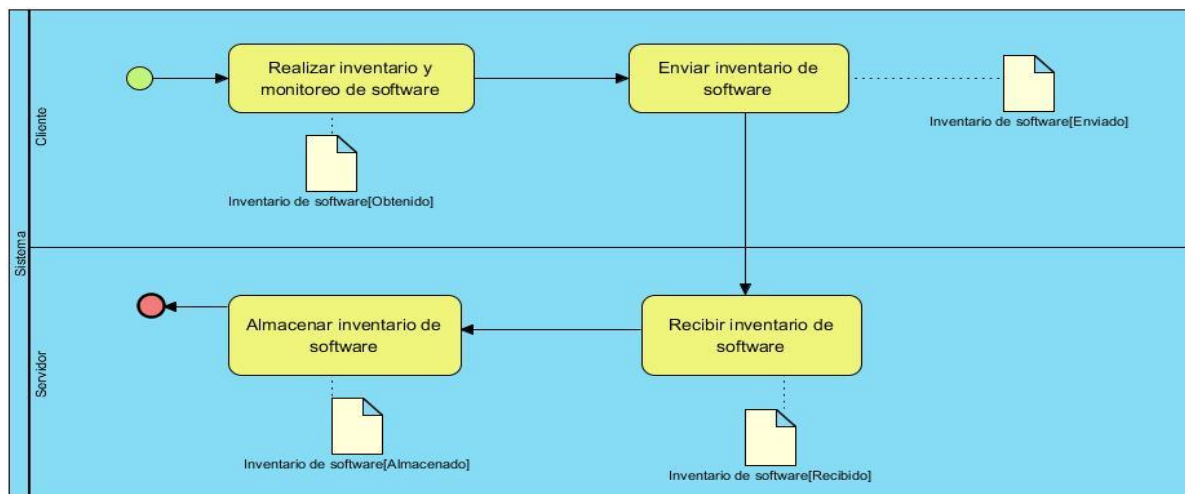 Sistema
Cliente
Realizar inventario y
monitoreo de software
Enviar inventario de
software
Inventario de software[Enviado]
Inventario de software[Obtenido]
Servidor
Almacenar inventario de
software
Recibir inventario de
software
Inventario de software[Almacenado]
Inventario de software[Recibido]